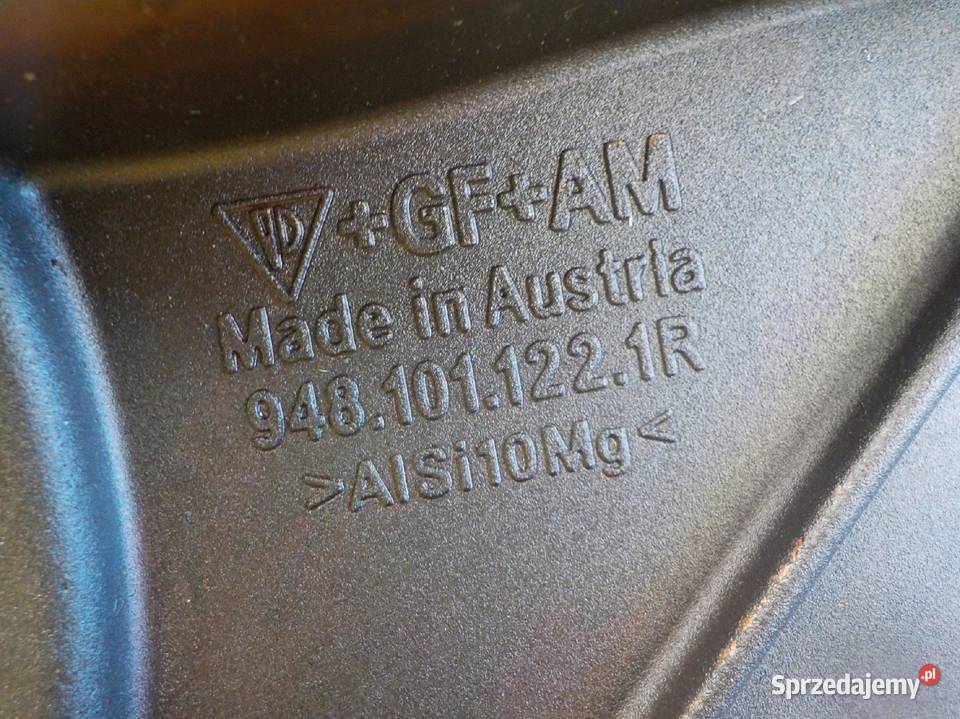 +GF+AM
Made in Austria
948.101.122.1R
>AlSi10Mg<
Sprzedajemy.pl